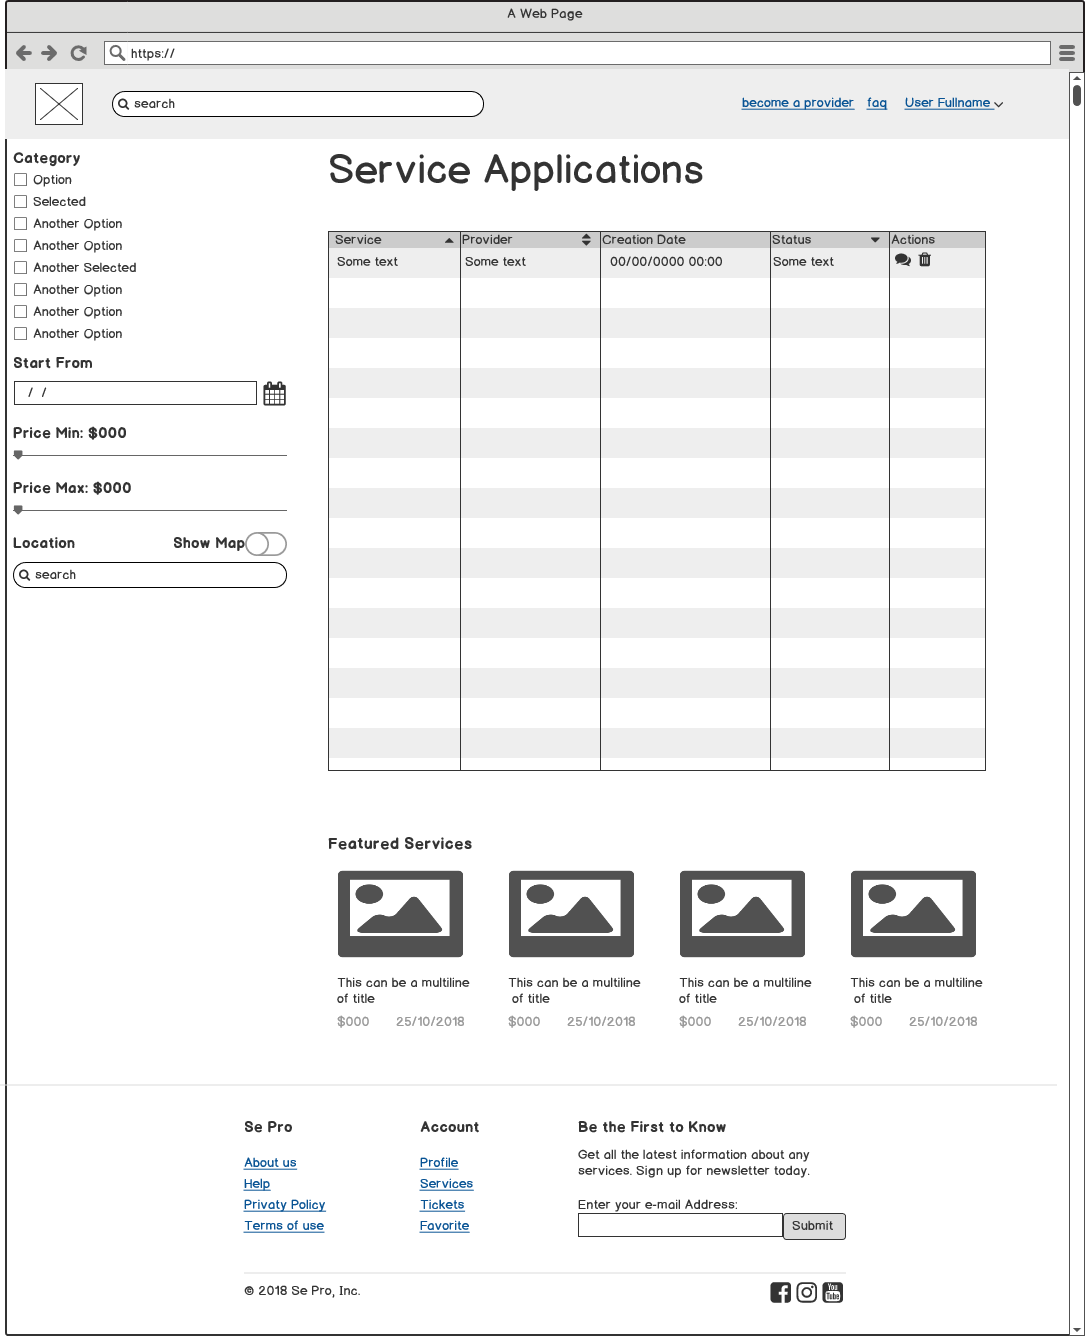 A Web Page
https://
search
become a provider faq User Fullname
Category
Option
Selected
Another Option
Another Option
Another Selected
Another Option
Another Option
Another Option
Start From
/ /
Price Min: $000
Price Max: $000
Location Show Map
search
Service Applications
Service Provider Creation Date Status Actions
Some text Some text 00/00/0000 00:00 Some text
Featured Services
This can be a multiline
of title
$000 25/10/2018
This can be a multiline
of title
$000 25/10/2018
This can be a multiline
of title
$000 25/10/2018
This can be a multiline
of title
$000 25/10/2018
Se Pro
About us
Help
Privaty Policy
Terms of use
Account
Profile
Services
Tickets
Favorite
Be the First to Know
Get all the latest information about any
services. Sign up for newsletter today.
Enter your e-mail Address:
Submit
© 2018 Se Pro, Inc.
You
Tube